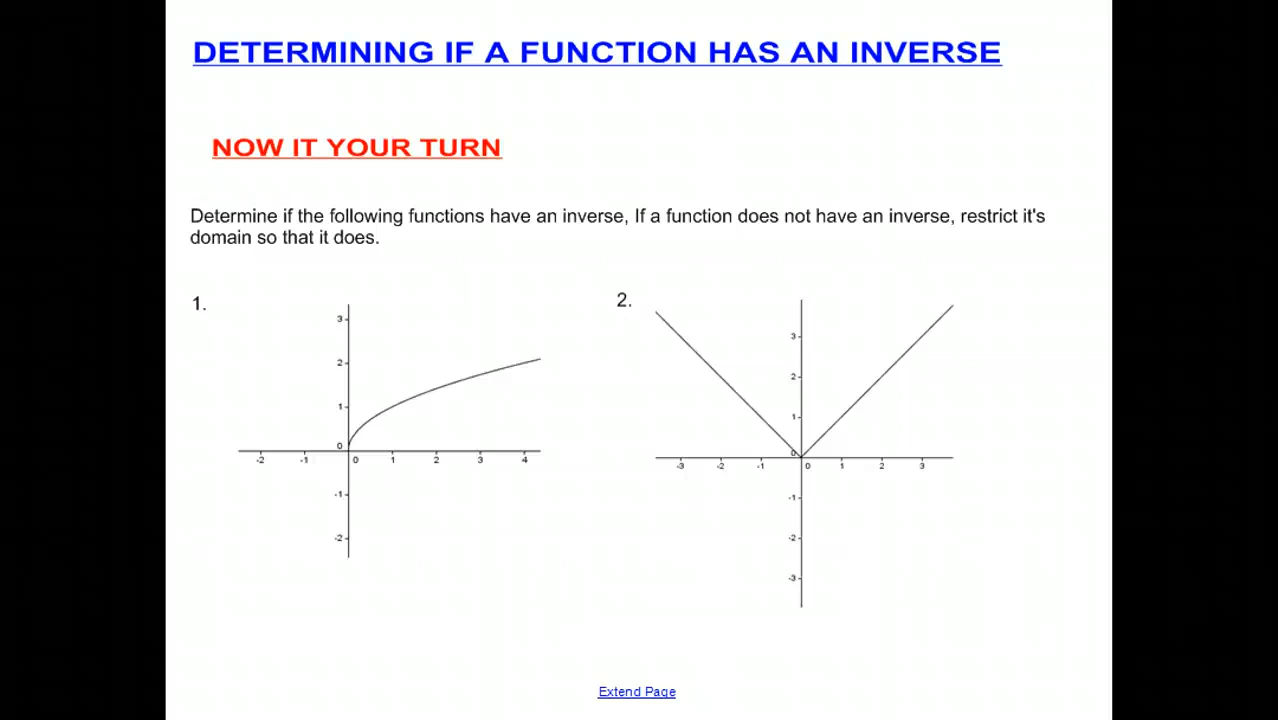 DETERMINING IF A FUNCTION HAS AN INVERSE
NOW IT YOUR TURN
Determine if the following functions have an inverse, If a function does not have an inverse, restrict it's
domain so that it does.
1.
3
2
1
0
-2 -1 0 1 2 3 4
-1
-2
2.
3
2
1
0
-3 -2 -1 0 1 2 3
-1
-2
-3
Extend Page